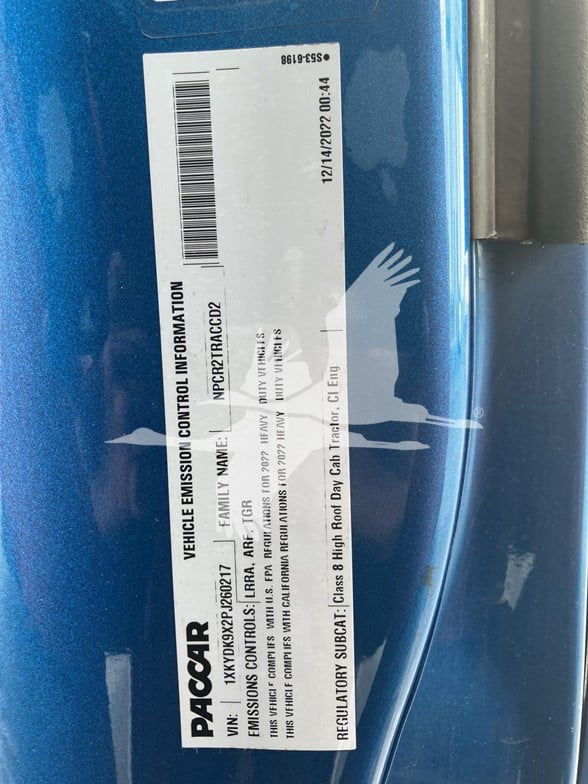 PACCAR
VEHICLE EMISSION CONTROL INFORMATION
VIN: 1XKYDK9X2PJ260217 FAMILY NAME: NPCR2TRACCD2
EMISSIONS CONTROLS: LRRA, ARF, TGR
THIS VEHICLE COMPLIES WITH U.S. EPA REGULATIONS FOR 2022 HEAVY DUTY VEHICLES
THIS VEHICLE COMPLIES WITH CALIFORNIA REGULATIONS FOR 2022 HEAVY DUTY VEHICLES
REGULATORY SUBCAT: Class 8 High Roof Day Cab Tractor, CI Eng
12/14/2022 00:44
●S53-6198
®